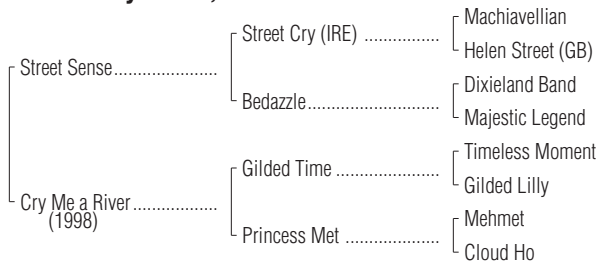 Machiavellian
Street Cry (IRE) ................
Helen Street (GB)
Street Sense......................
Dixieland Band
Bedazzle............................
Majestic Legend
Timeless Moment
Gilded Time ......................
Gilded Lilly
Cry Me a River..................
(1998)
Mehmet
Princess Met ....................
Cloud Ho